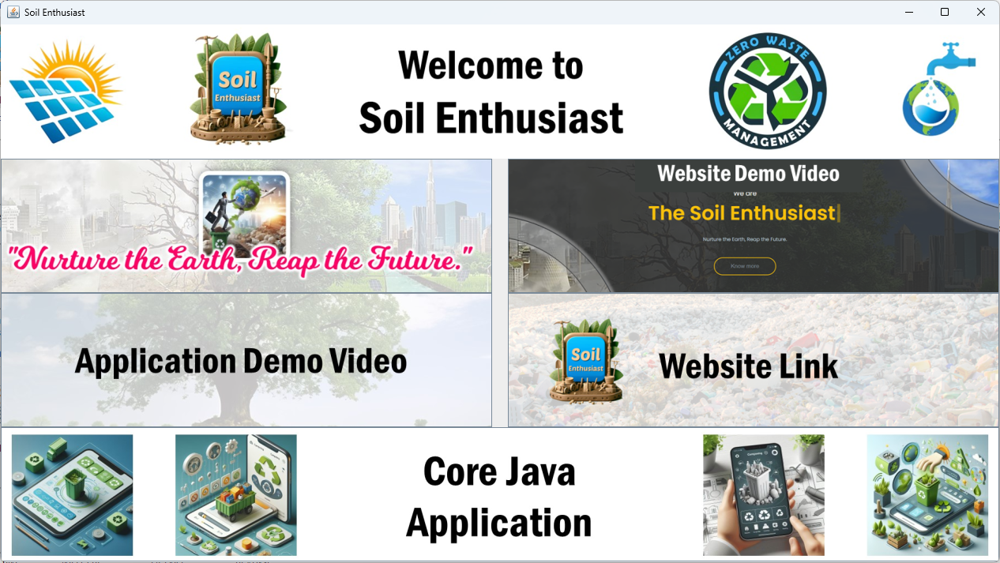 Soil Enthusiast
Soil
Enthusiast
Welcome to
Soil Enthusiast
ZERO WASTE
MANAGEMENT
"Nurture the Earth, Reap the Future."
Website Demo Video
We are
The Soil Enthusiast
Nurture the Earth, Reap the Future.
Know more
Application Demo Video
Soil
Enthusiast
Website Link
Core Java
Application